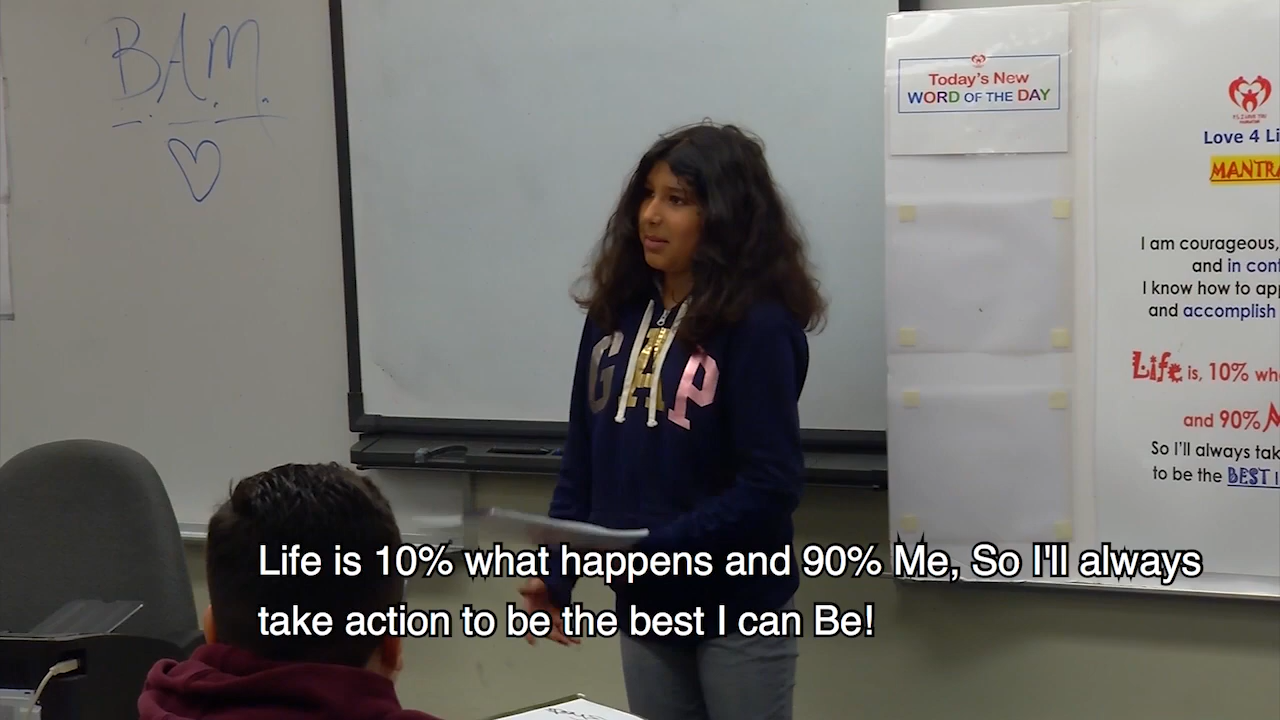 BAM
Today's New
WORD OF THE DAY
Love 4 Li
MANTRA
I am courageous,
and in cont
I know how to app
and accomplish
Life is, 10% wh
and 90%
So I'll always tak
to be the BEST I
GAP
Life is 10% what happens and 90% Me, So I'll always
take action to be the best I can Be!